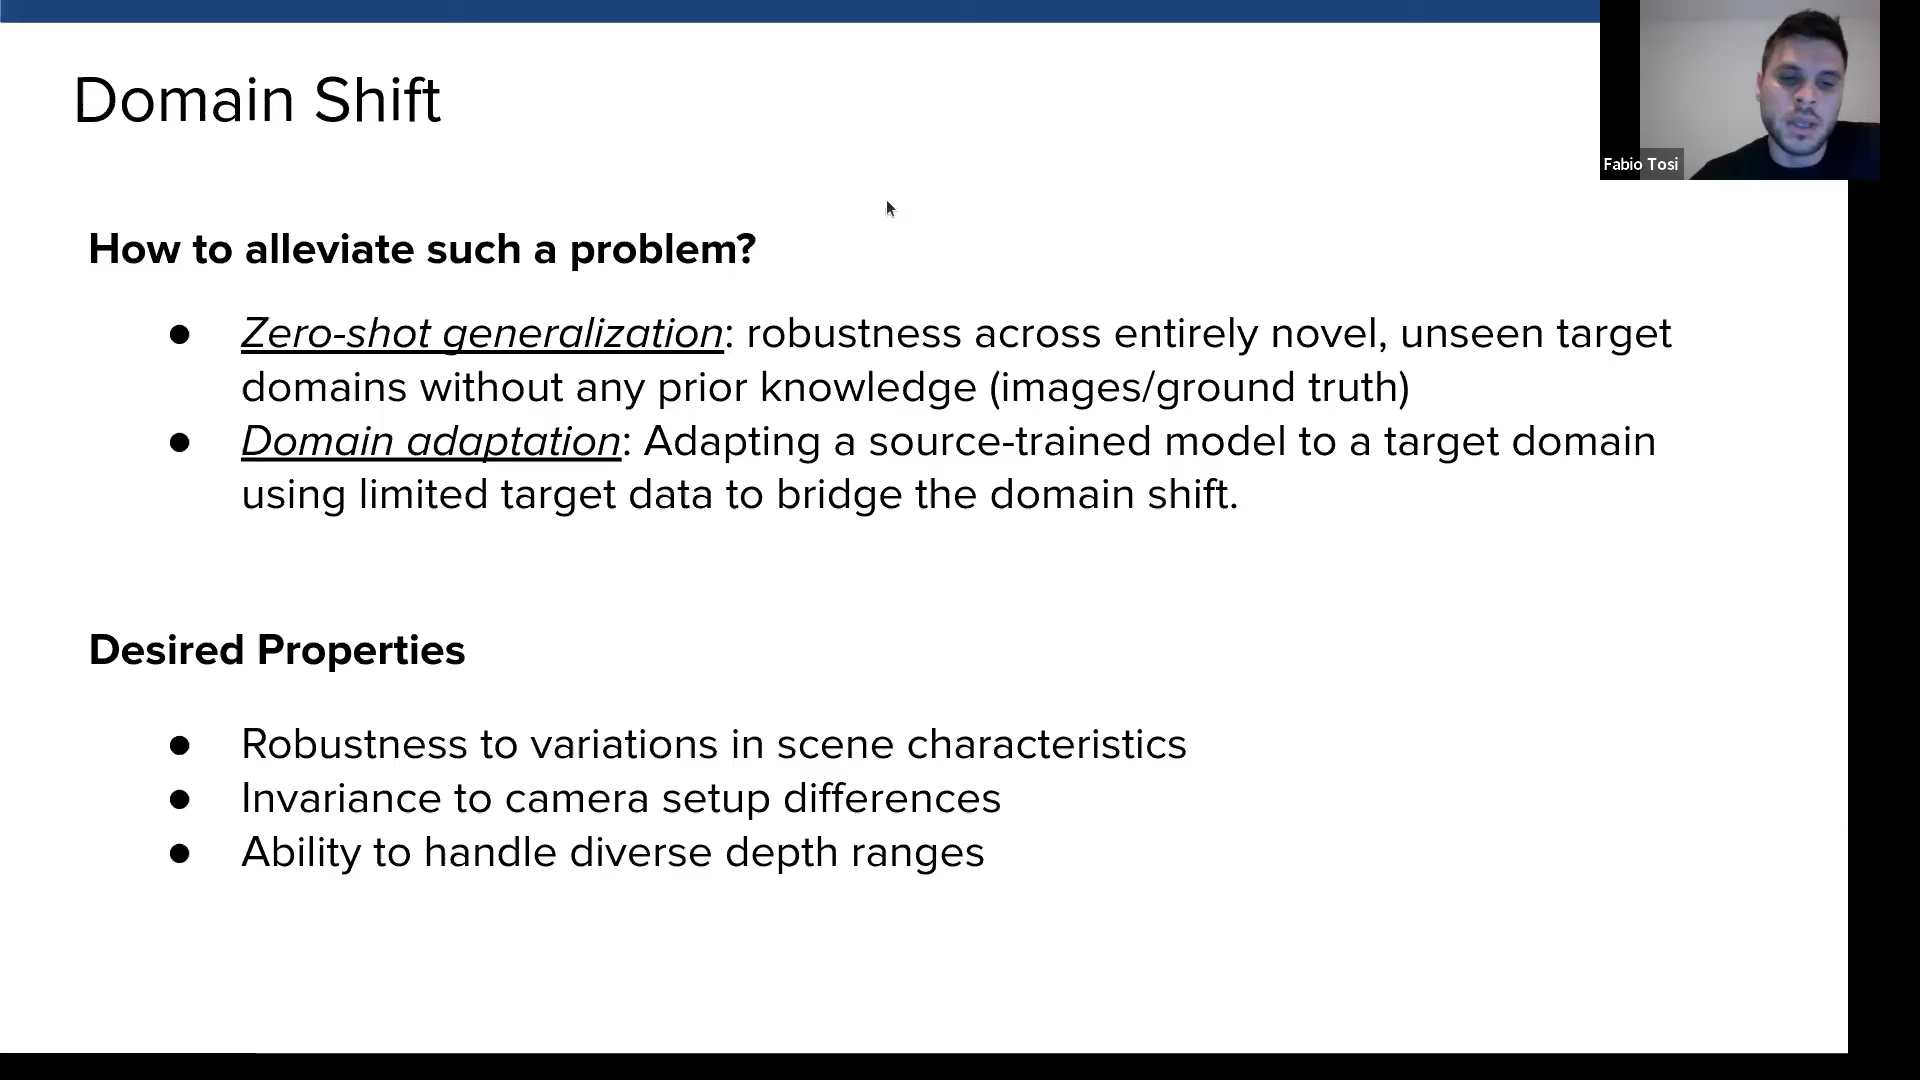 Domain Shift
Fabio Tosi
How to alleviate such a problem?
● Zero-shot generalization: robustness across entirely novel, unseen target
domains without any prior knowledge (images/ground truth)
● Domain adaptation: Adapting a source-trained model to a target domain
using limited target data to bridge the domain shift.
Desired Properties
● Robustness to variations in scene characteristics
● Invariance to camera setup differences
● Ability to handle diverse depth ranges